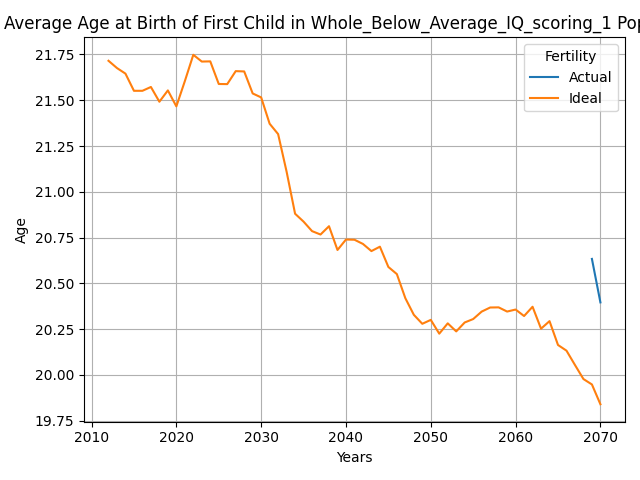 Average Age at Birth of First Child in Whole_Below_Average_IQ_scoring_1 Pop
Fertility
Actual
Ideal
21.75
21.50
21.25
21.00
20.75
20.50
20.25
20.00
19.75
Age
2010 2020 2030 2040 2050 2060 2070
Years